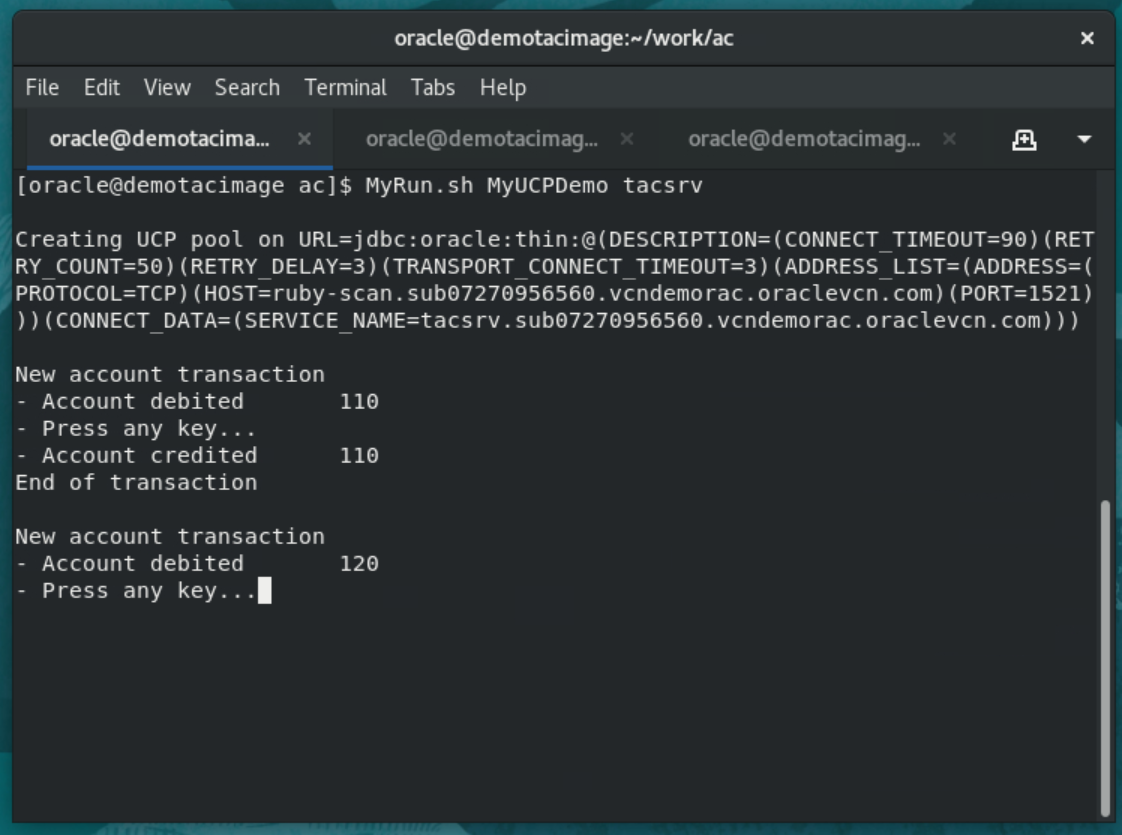 oracle@demotacimage:~/work/ac
File Edit View Search Terminal Tabs Help
oracle@demotacima... oracle@demotacimag... oracle@demotacimag...
[oracle@demotacimage ac]$ MyRun.sh MyUCPDemo tacsrv
Creating UCP pool on URL=jdbc:oracle:thin:@(DESCRIPTION=(CONNECT_TIMEOUT=90)(RET
RY_COUNT=50)(RETRY_DELAY=3)(TRANSPORT_CONNECT_TIMEOUT=3)(ADDRESS_LIST=(ADDRESS=(
PROTOCOL=TCP)(HOST=ruby-scan.sub07270956560.vcndemorac.oraclevcn.com)(PORT=1521)
))(CONNECT_DATA=(SERVICE_NAME=tacsrv.sub07270956560.vcndemorac.oraclevcn.com)))
New account transaction
- Account debited 110
- Press any key...
- Account credited 110
End of transaction
New account transaction
- Account debited 120
- Press any key...